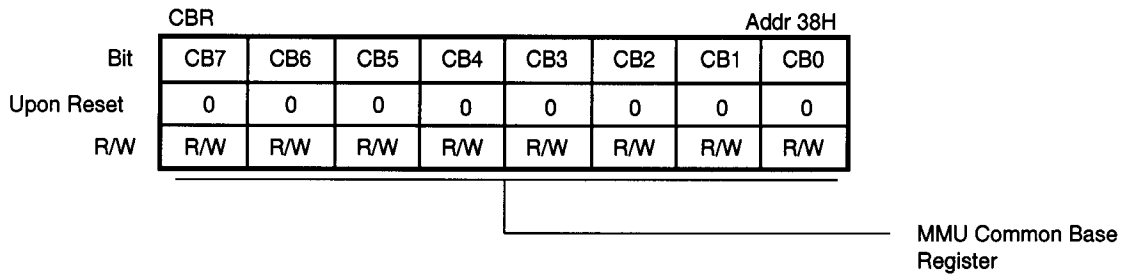 CBR Addr 38H
Bit CB7 CB6 CB5 CB4 CB3 CB2 CB1 CB0
Upon Reset 0 0 0 0 0 0 0 0
R/W R/W R/W R/W R/W R/W R/W R/W R/W
MMU Common Base
Register